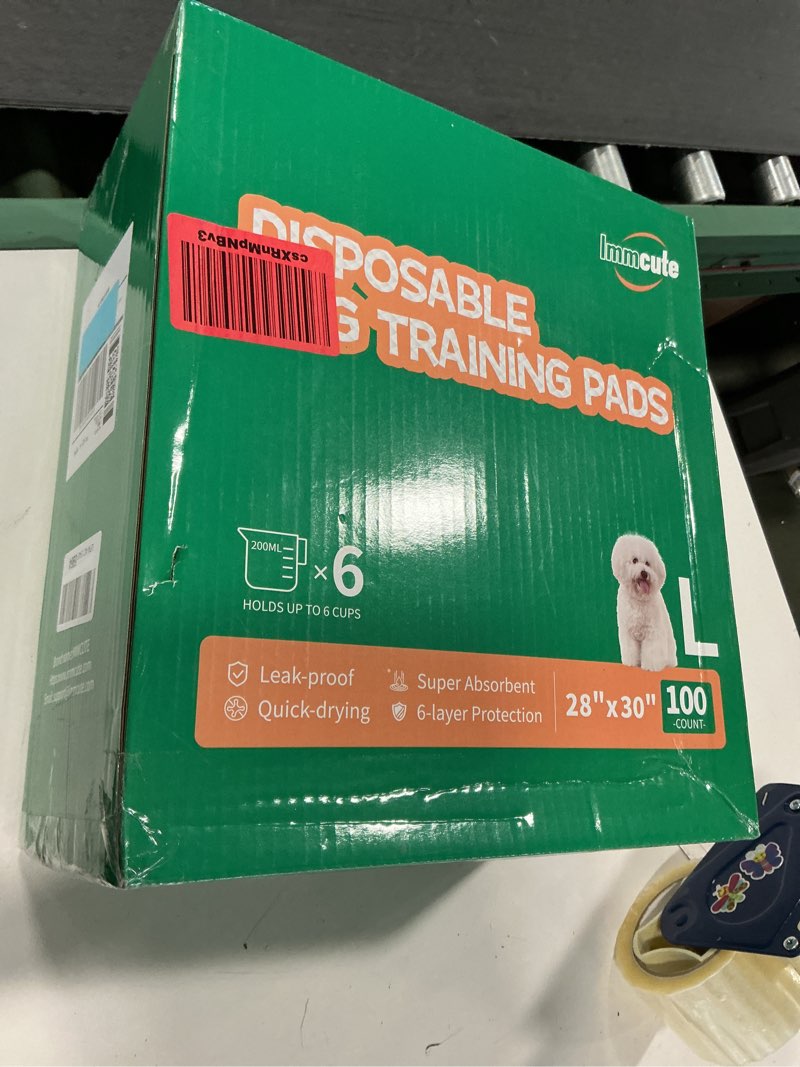 Immcute
DISPOSABLE
G TRAINING PADS
csXRnMpNBv3
200ML
×6
HOLDS UP TO 6 CUPS
L
Leak-proof
Super Absorbent
Quick-drying
6-layer Protection
28"x30"
100
-COUNT-